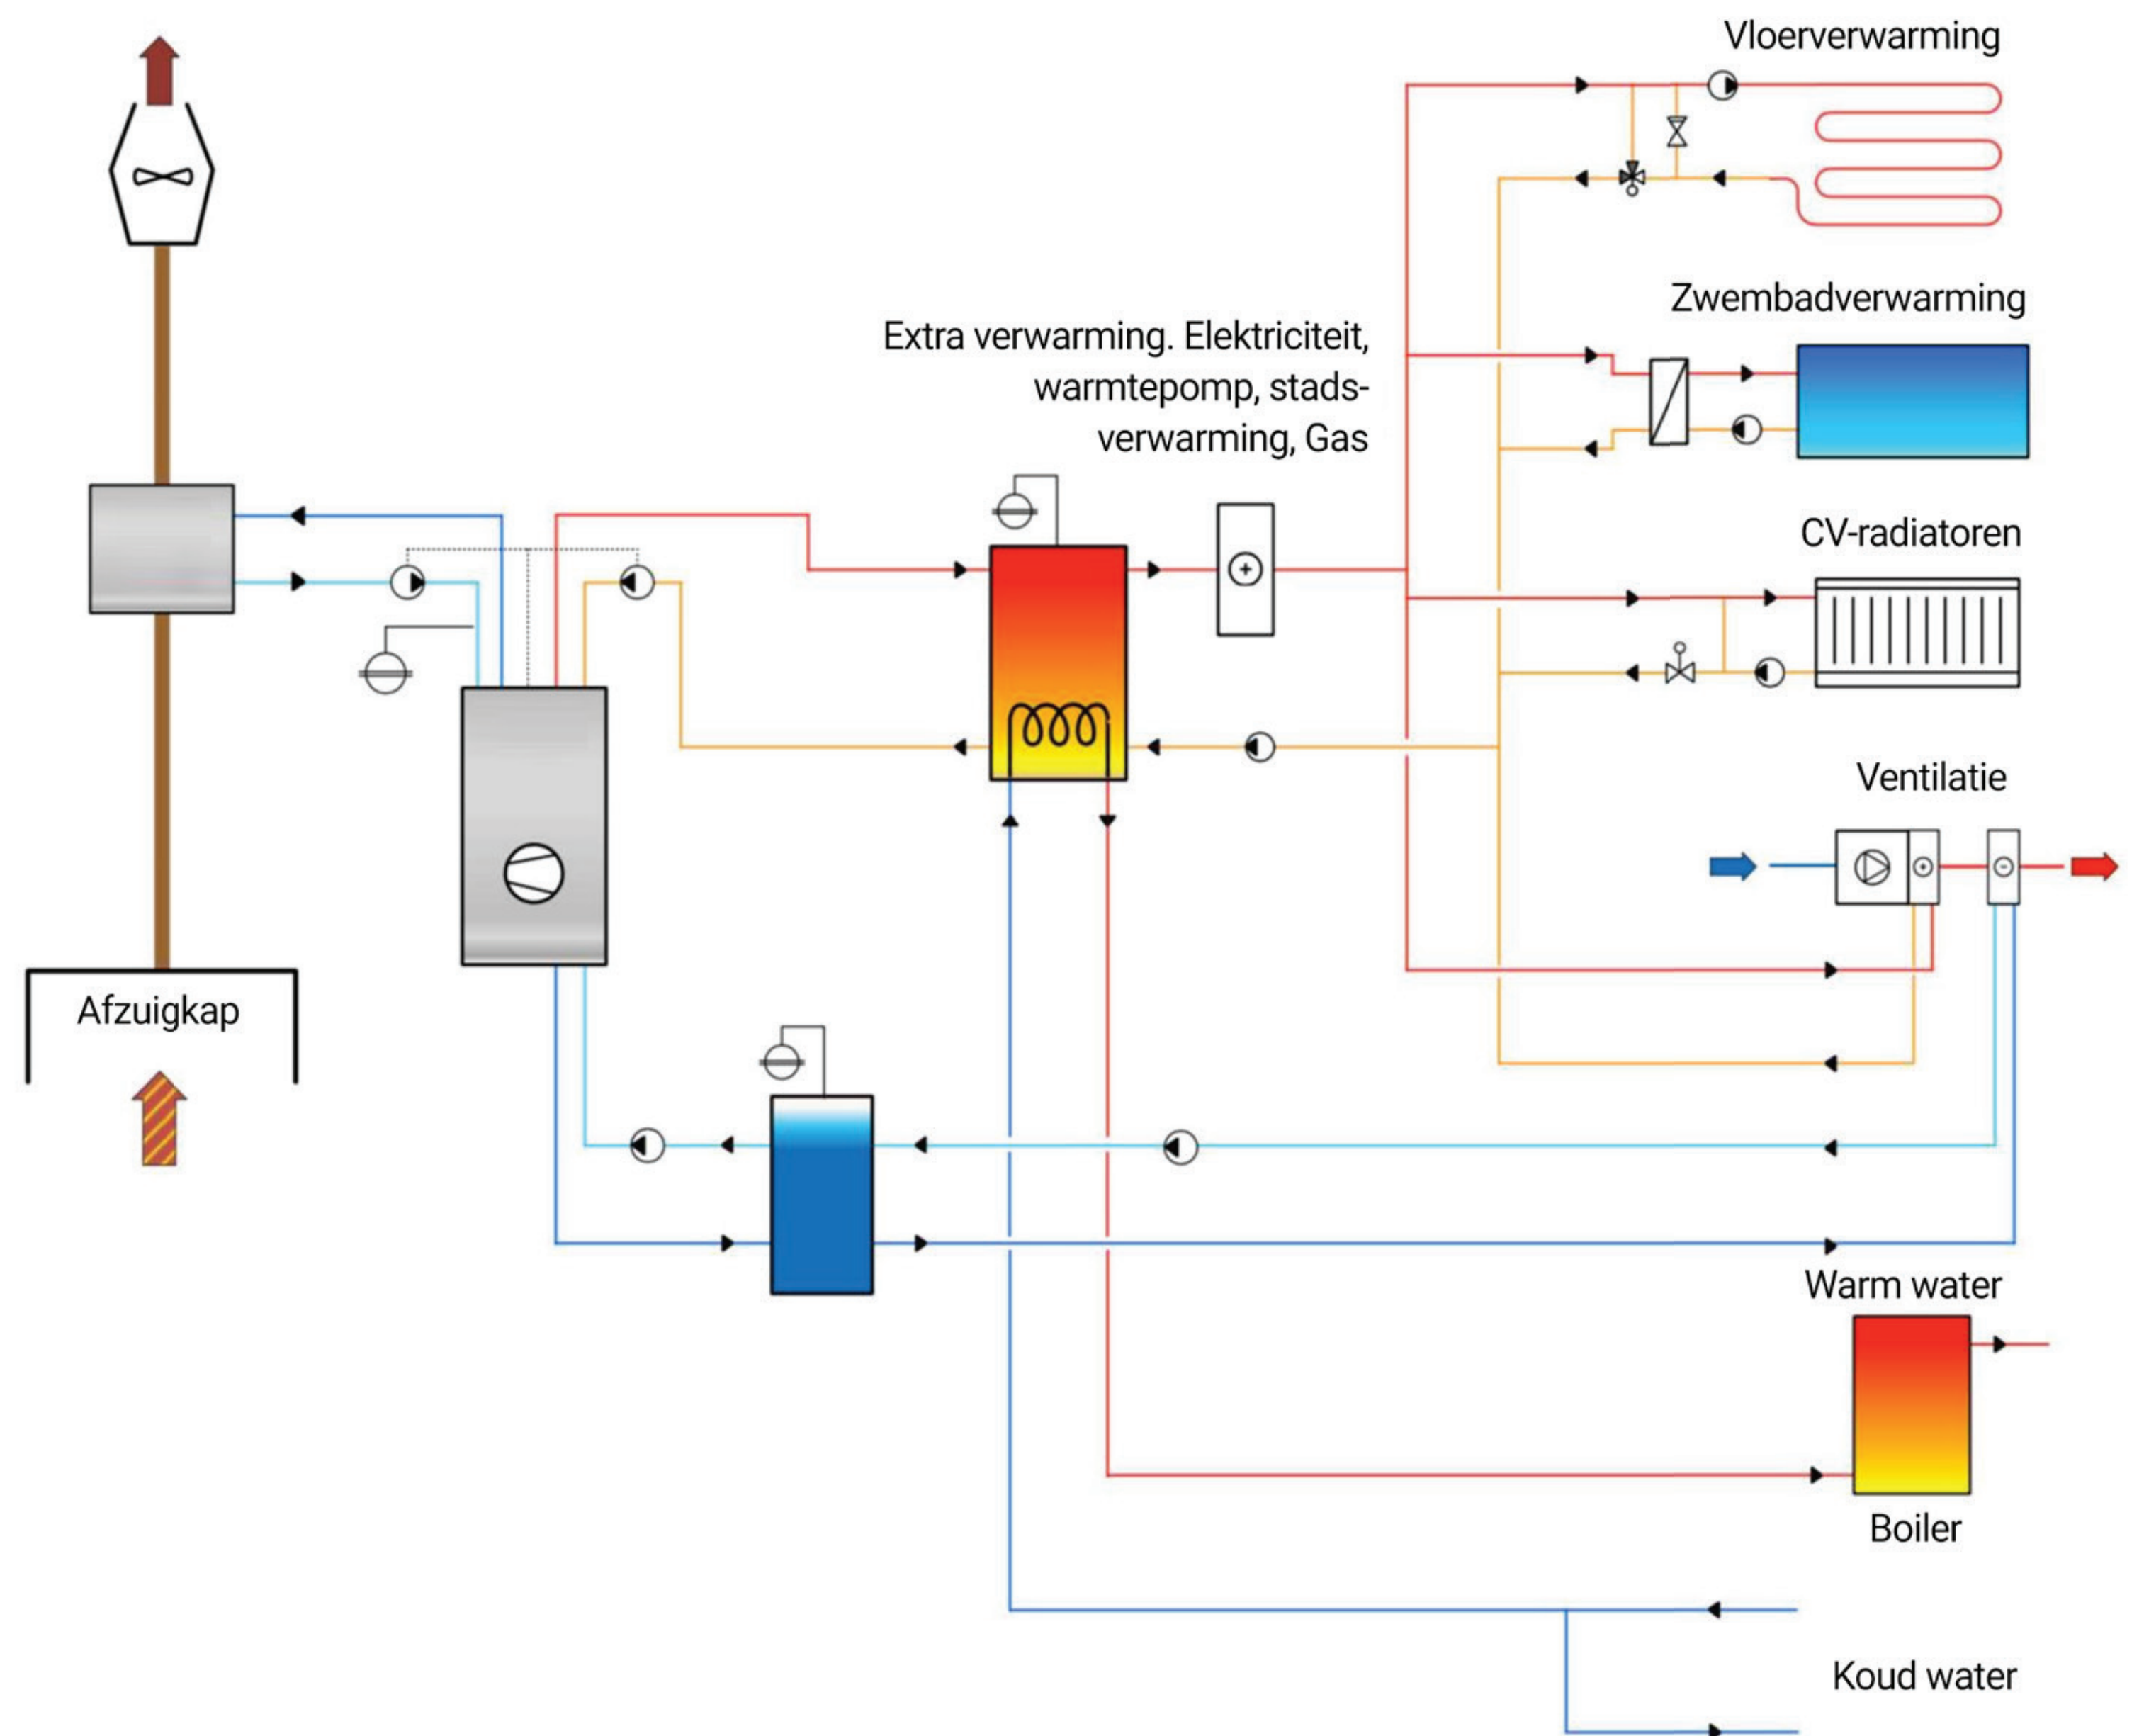 Vloerverwarming
Zwembadverwarming
Extra verwarming. Elektriciteit,
warmtepomp, stads-
verwarming, Gas
CV-radiatoren
Ventilatie
Afzuigkap
Warm water
Boiler
Koud water